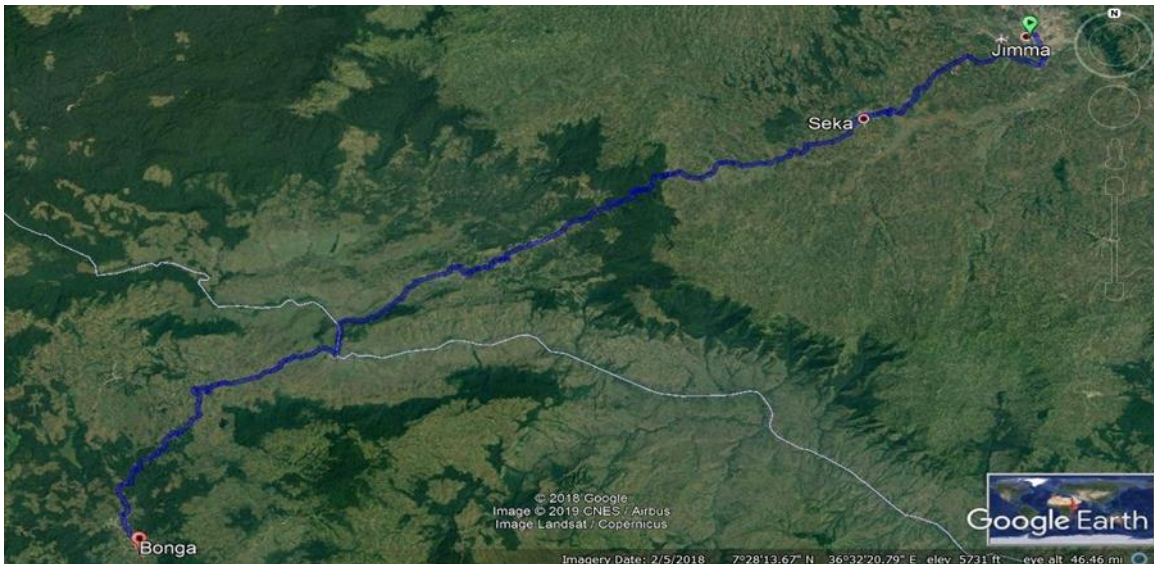 N
Jimma
Seka
Bonga
© 2018 Google
Image © 2019 CNES / Airbus
Image Landsat / Copernicus
Google Earth
Imagery Date: 2/5/2018 7°28'13.67" N 36°32'20.79" E elev 5731 ft eye alt 46.46 mi